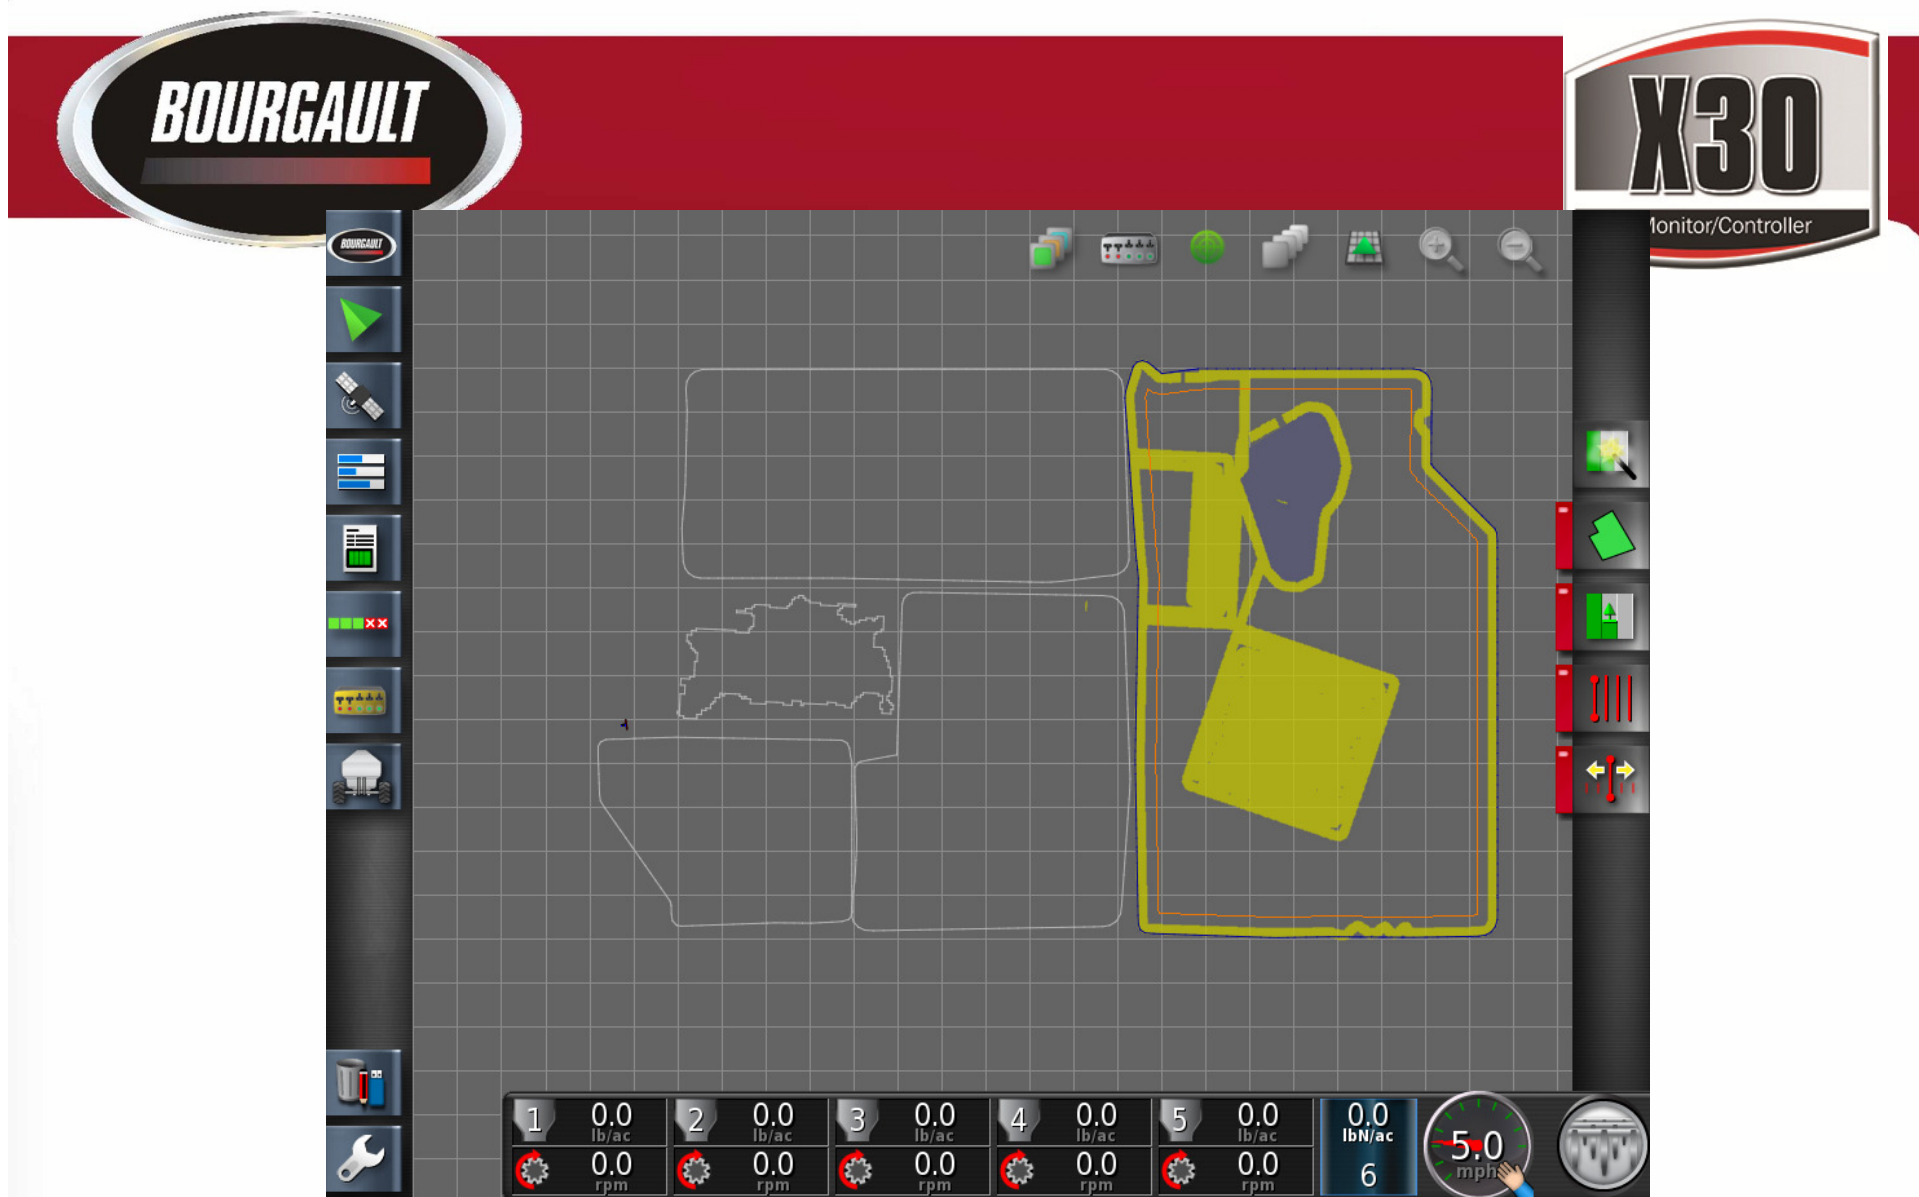 BOURGAULT
X30
Monitor/Controller
BOURGAULT
1 0.0 lb/ac
2 0.0 lb/ac
3 0.0 lb/ac
4 0.0 lb/ac
5 0.0 lb/ac
0.0
lbN/ac
6
0.0 rpm
0.0 rpm
0.0 rpm
0.0 rpm
0.0 rpm
5.0
mph